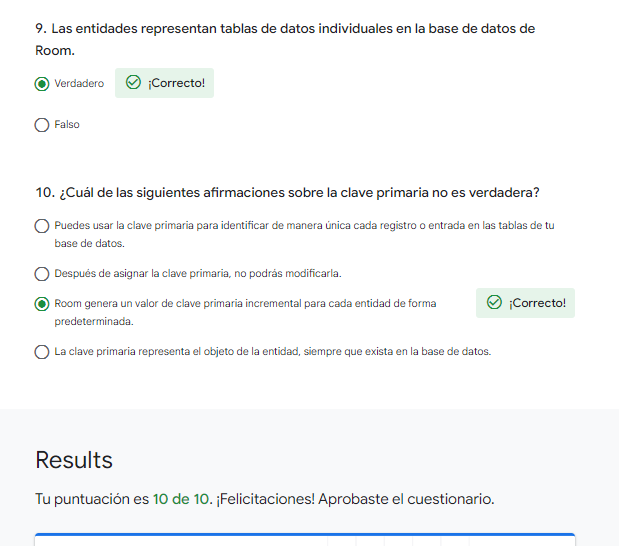 9. Las entidades representan tablas de datos individuales en la base de datos de
Room.
Verdadero
¡Correcto!
Falso
10. ¿Cuál de las siguientes afirmaciones sobre la clave primaria no es verdadera?
Puedes usar la clave primaria para identificar de manera única cada registro o entrada en las tablas de tu
base de datos.
Después de asignar la clave primaria, no podrás modificarla.
Room genera un valor de clave primaria incremental para cada entidad de forma
predeterminada.
¡Correcto!
La clave primaria representa el objeto de la entidad, siempre que exista en la base de datos.
Results
Tu puntuación es 10 de 10. ¡Felicitaciones! Aprobaste el cuestionario.